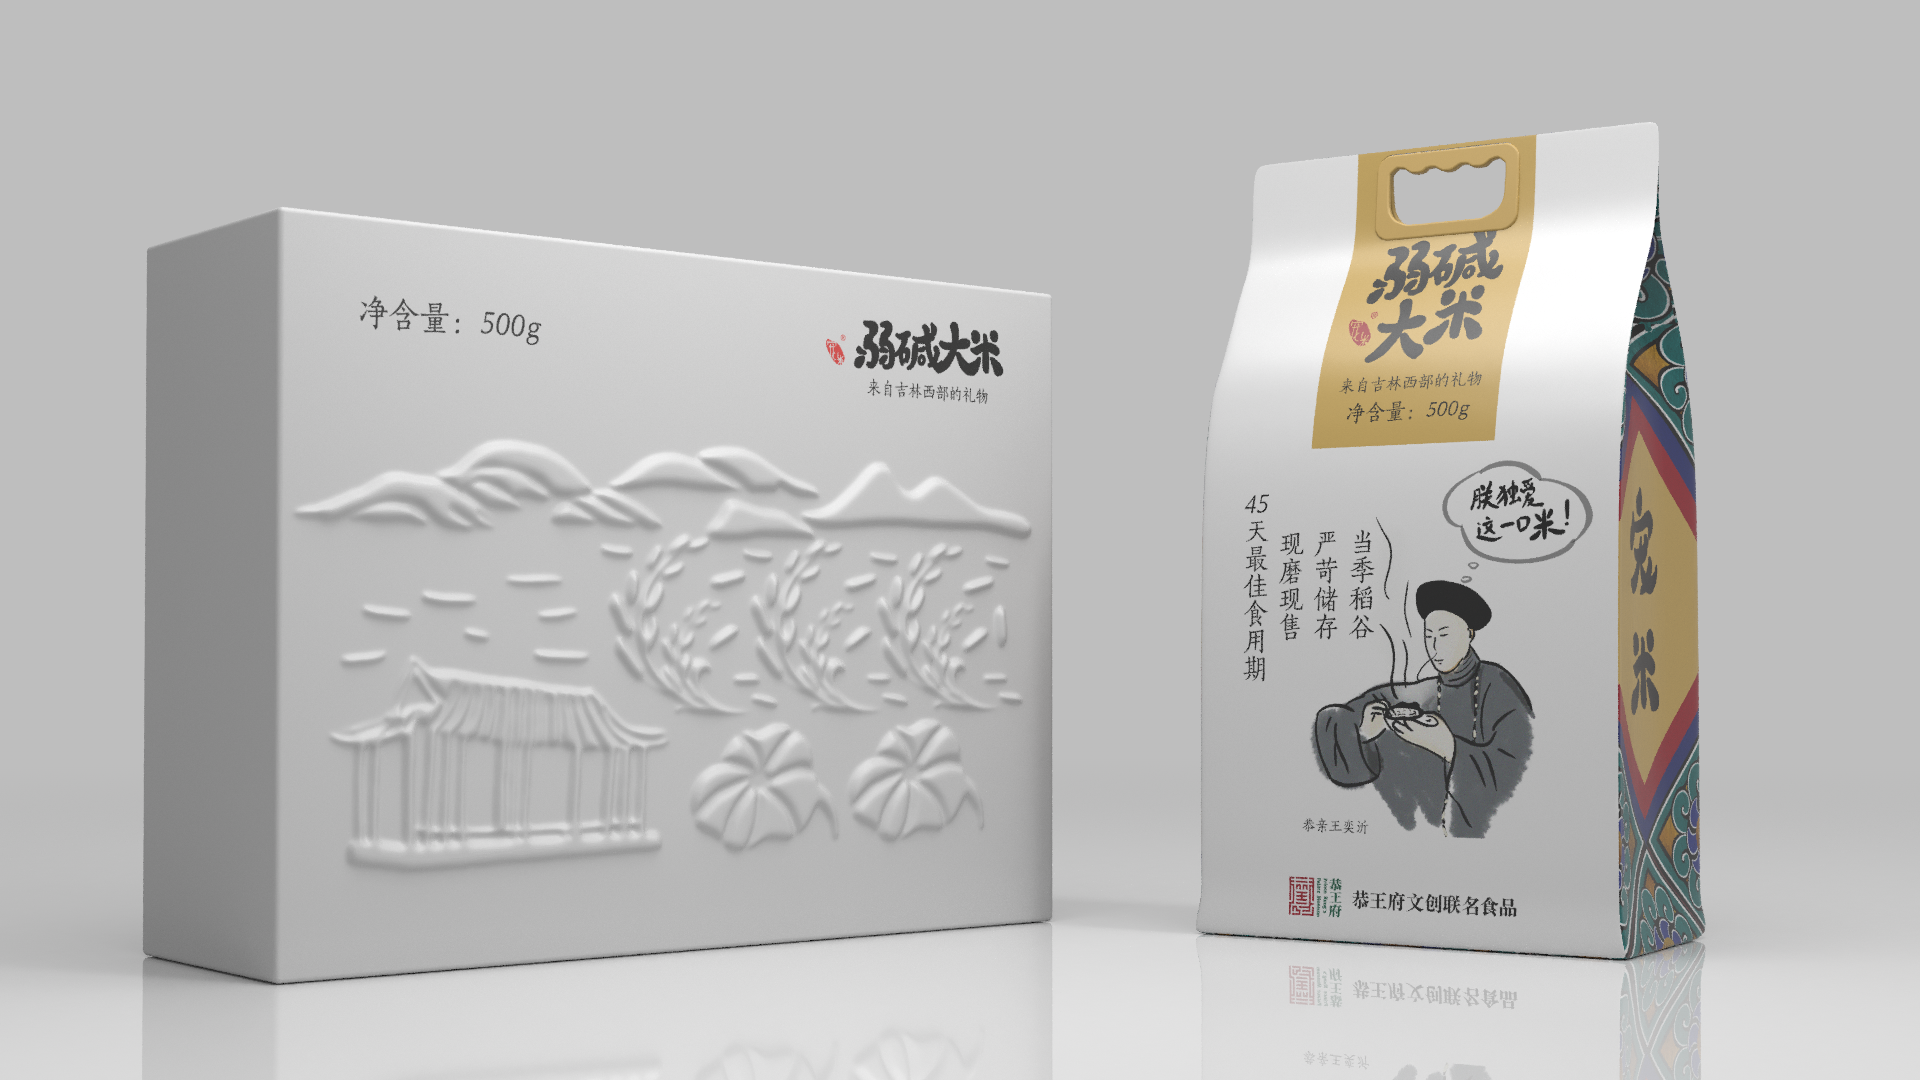 净含量：500g
弱碱大米
®
来自吉林西部的礼物
弱碱
大米
®
来自吉林西部的礼物
净含量：500g
朕独爱
这一口米！
当季稻谷
严苛储存
现磨现售
45天最佳食用期
恭亲王奕沂
恭王府
恭王府文创联名食品
宠米